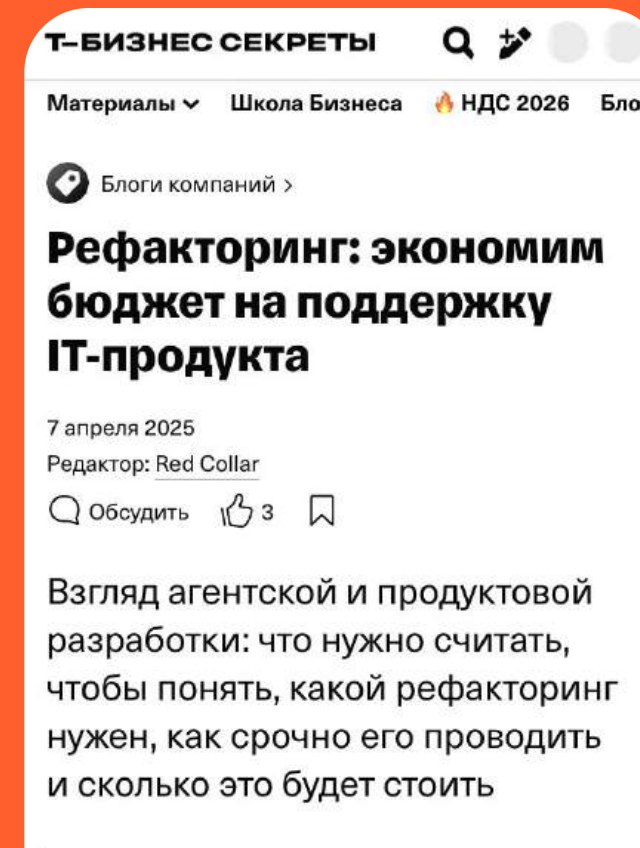 Т–БИЗНЕС СЕКРЕТЫ
Материалы Школа Бизнеса 🔥 НДС 2026 Бло
Блоги компаний >
Рефакторинг: экономим
бюджет на поддержку
IT-продукта
7 апреля 2025
Редактор: Red Collar
Обсудить 3
Взгляд агентской и продуктовой
разработки: что нужно считать,
чтобы понять, какой рефакторинг
нужен, как срочно его проводить
и сколько это будет стоить